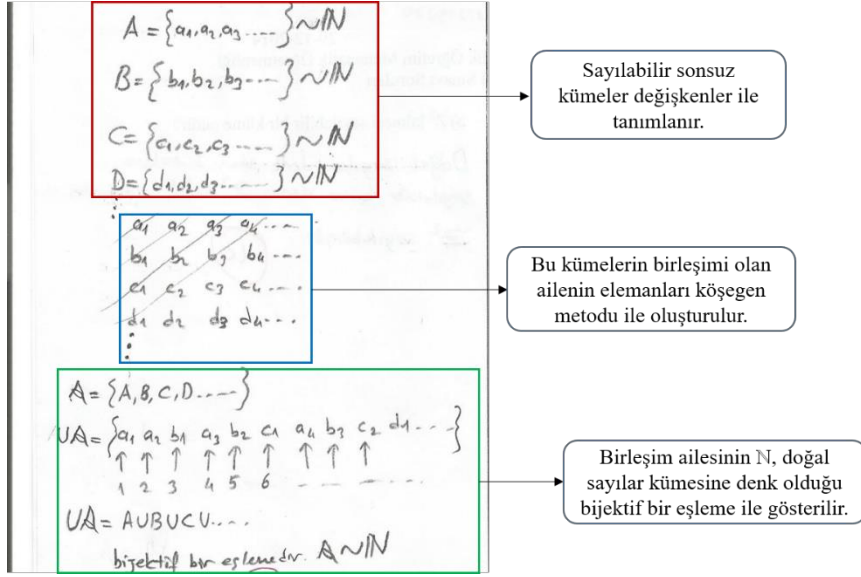 A = {a1, a2, a3 .....} ~ ℕ
B = {b1, b2, b3 .....} ~ ℕ
C = {c1, c2, c3 .....} ~ ℕ
D = {d1, d2, d3 .......} ~ ℕ
a1 a2 a3 a4 ....
b1 b2 b3 b4 ....
c1 c2 c3 c4 ....
d1 d2 d3 d4 ....
𝔸 = {A, B, C, D .....}
U𝔸 = {a1 a2 b1 a3 b2 c1 a4 b3 c2 d1 ....}
↑ ↑ ↑ ↑ ↑ ↑ ↑ ↑ ↑
1 2 3 4 5 6 ... ... ...
U𝔸 = AUBUCU....
bijektif bir eşlemedir. 𝔸 ~ ℕ
Sayılabilir sonsuz
kümeler değişkenler ile
tanımlanır.
Bu kümelerin birleşimi olan
ailenin elemanları köşegen
metodu ile oluşturulur.
Birleşim ailesinin ℕ, doğal
sayılar kümesine denk olduğu
bijektif bir eşleme ile gösterilir.